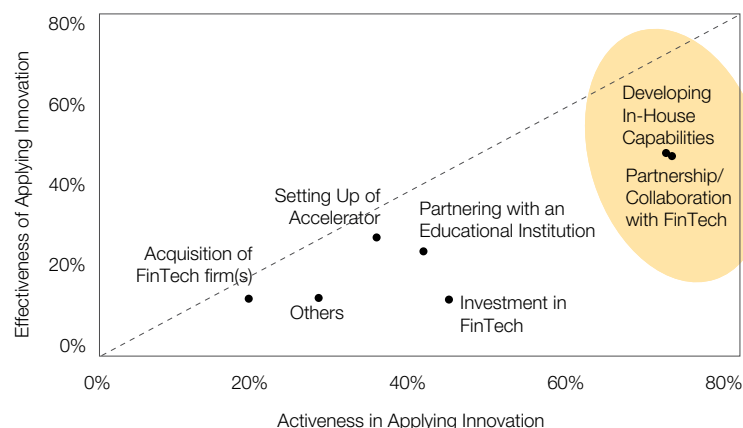 80%
60%
40%
20%
0%
Effectiveness of Applying Innovation
Developing
In-House
Capabilities
Partnership/
Collaboration
with FinTech
Setting Up of
Accelerator
Partnering with an
Educational Institution
Acquisition of
FinTech firm(s)
Others
Investment in
FinTech
0%
20%
40%
60%
80%
Activeness in Applying Innovation